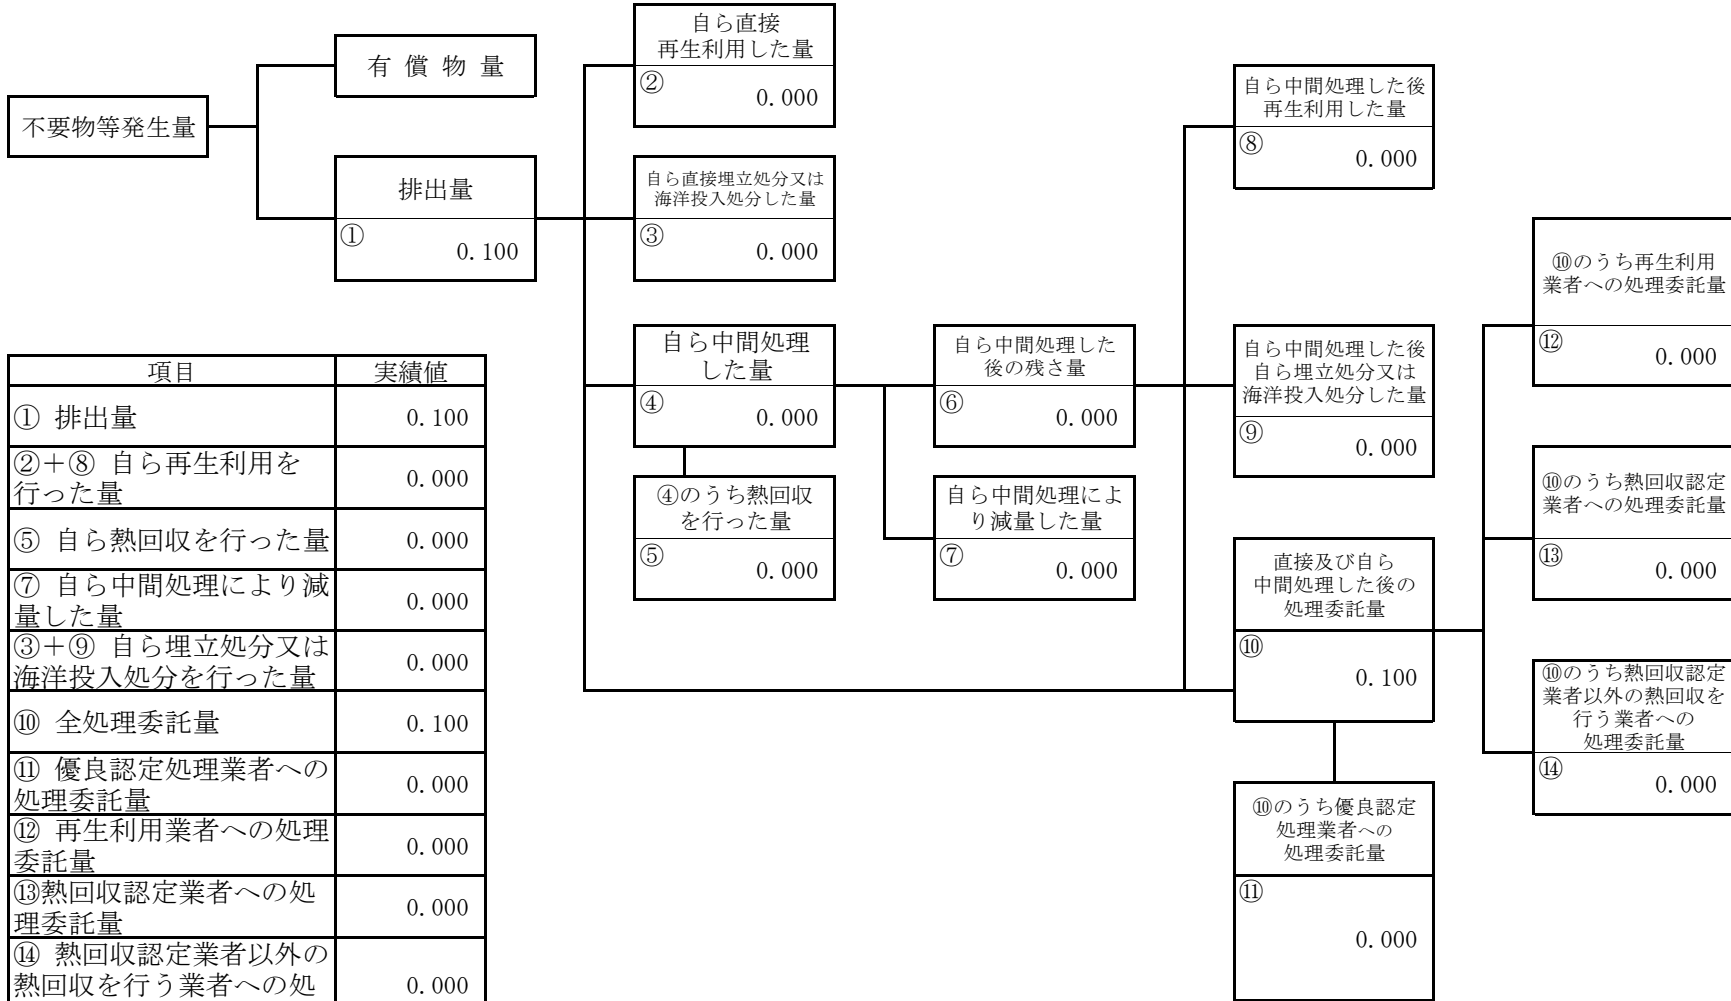 不要物等発生量
有 償 物 量
排出量
①
0.100
自ら直接
再生利用した量
②
0.000
自ら直接埋立処分又は
海洋投入処分した量
③
0.000
自ら中間処理
した量
④
0.000
④のうち熱回収
を行った量
⑤
0.000
自ら中間処理した
後の残さ量
⑥
0.000
自ら中間処理によ
り減量した量
⑦
0.000
自ら中間処理した後
再生利用した量
⑧
0.000
自ら中間処理した後
自ら埋立処分又は
海洋投入処分した量
⑨
0.000
直接及び自ら
中間処理した後の
処理委託量
⑩
0.100
⑩のうち優良認定
処理業者への
処理委託量
⑪
0.000
⑩のうち再生利用
業者への処理委託量
⑫
0.000
⑩のうち熱回収認定
業者への処理委託量
⑬
0.000
⑩のうち熱回収認定
業者以外の熱回収を
行う業者への
処理委託量
⑭
0.000
項目 実績値
① 排出量 0.100
②＋⑧ 自ら再生利用を
行った量 0.000
⑤ 自ら熱回収を行った量 0.000
⑦ 自ら中間処理により減
量した量 0.000
③＋⑨ 自ら埋立処分又は
海洋投入処分を行った量 0.000
⑩ 全処理委託量 0.100
⑪ 優良認定処理業者への
処理委託量 0.000
⑫ 再生利用業者への処理
委託量 0.000
⑬熱回収認定業者への処
理委託量 0.000
⑭ 熱回収認定業者以外の
熱回収を行う業者への処 0.000